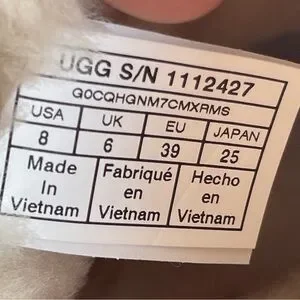 UGG S/N 1112427
G0CQHGNM7CMXRMS
USA UK EU JAPAN
8 6 39 25
Made Fabriqué Hecho
In en en
Vietnam Vietnam Vietnam